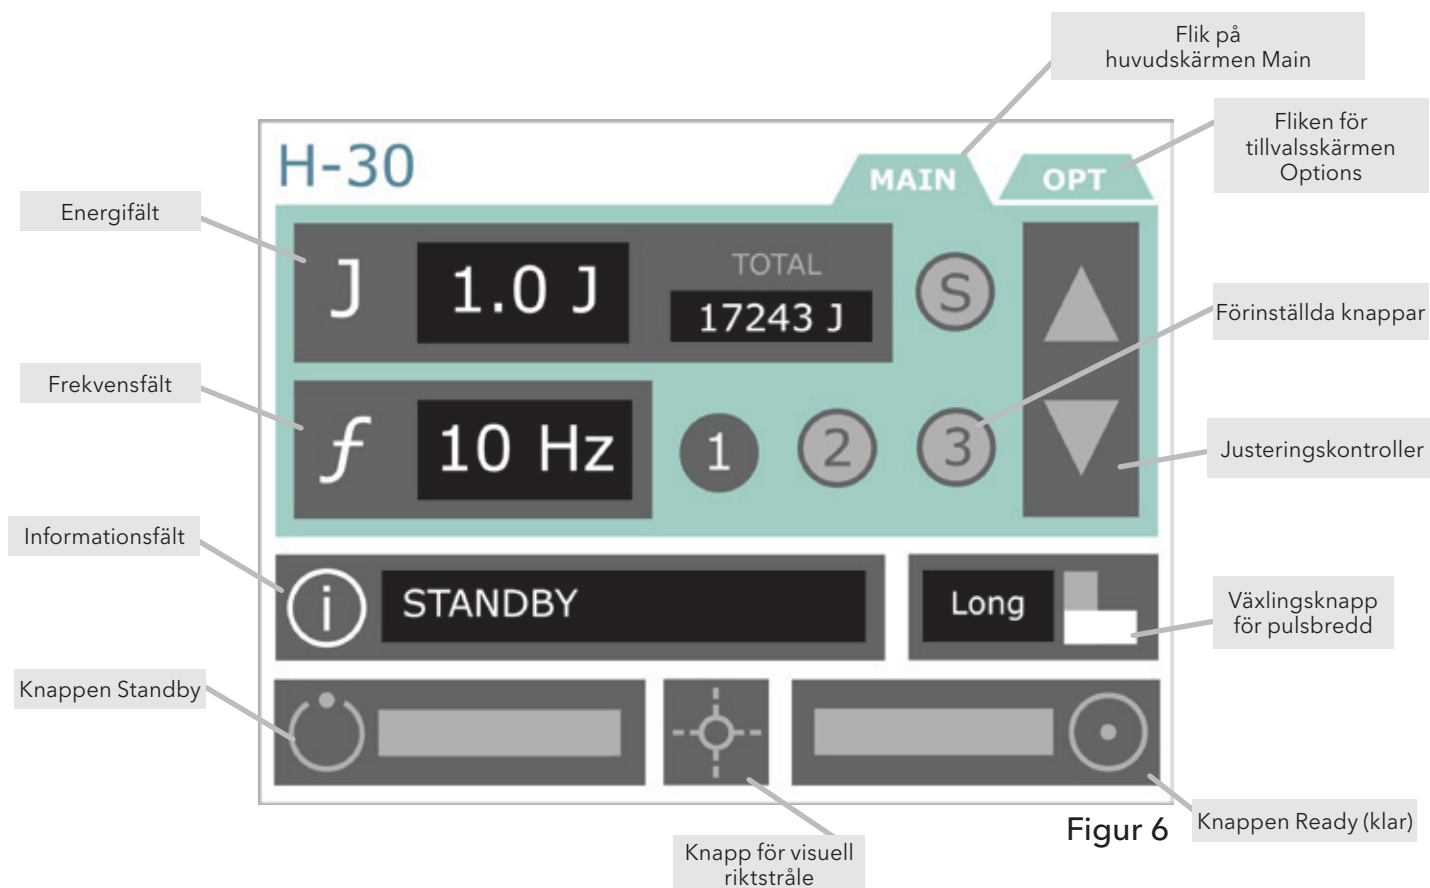 Flik på
huvudskärmen Main
Fliken för
tillvalsskärmen
Options
H-30
MAIN
OPT
Energifält
J
1.0 J
TOTAL
17243 J
S
Förinställda knappar
Frekvensfält
f
10 Hz
1
2
3
Justeringskontroller
Informationsfält
i
STANDBY
Long
Växlingsknapp
för pulsbredd
Knappen Standby
Figur 6
Knappen Ready (klar)
Knapp för visuell
riktstråle